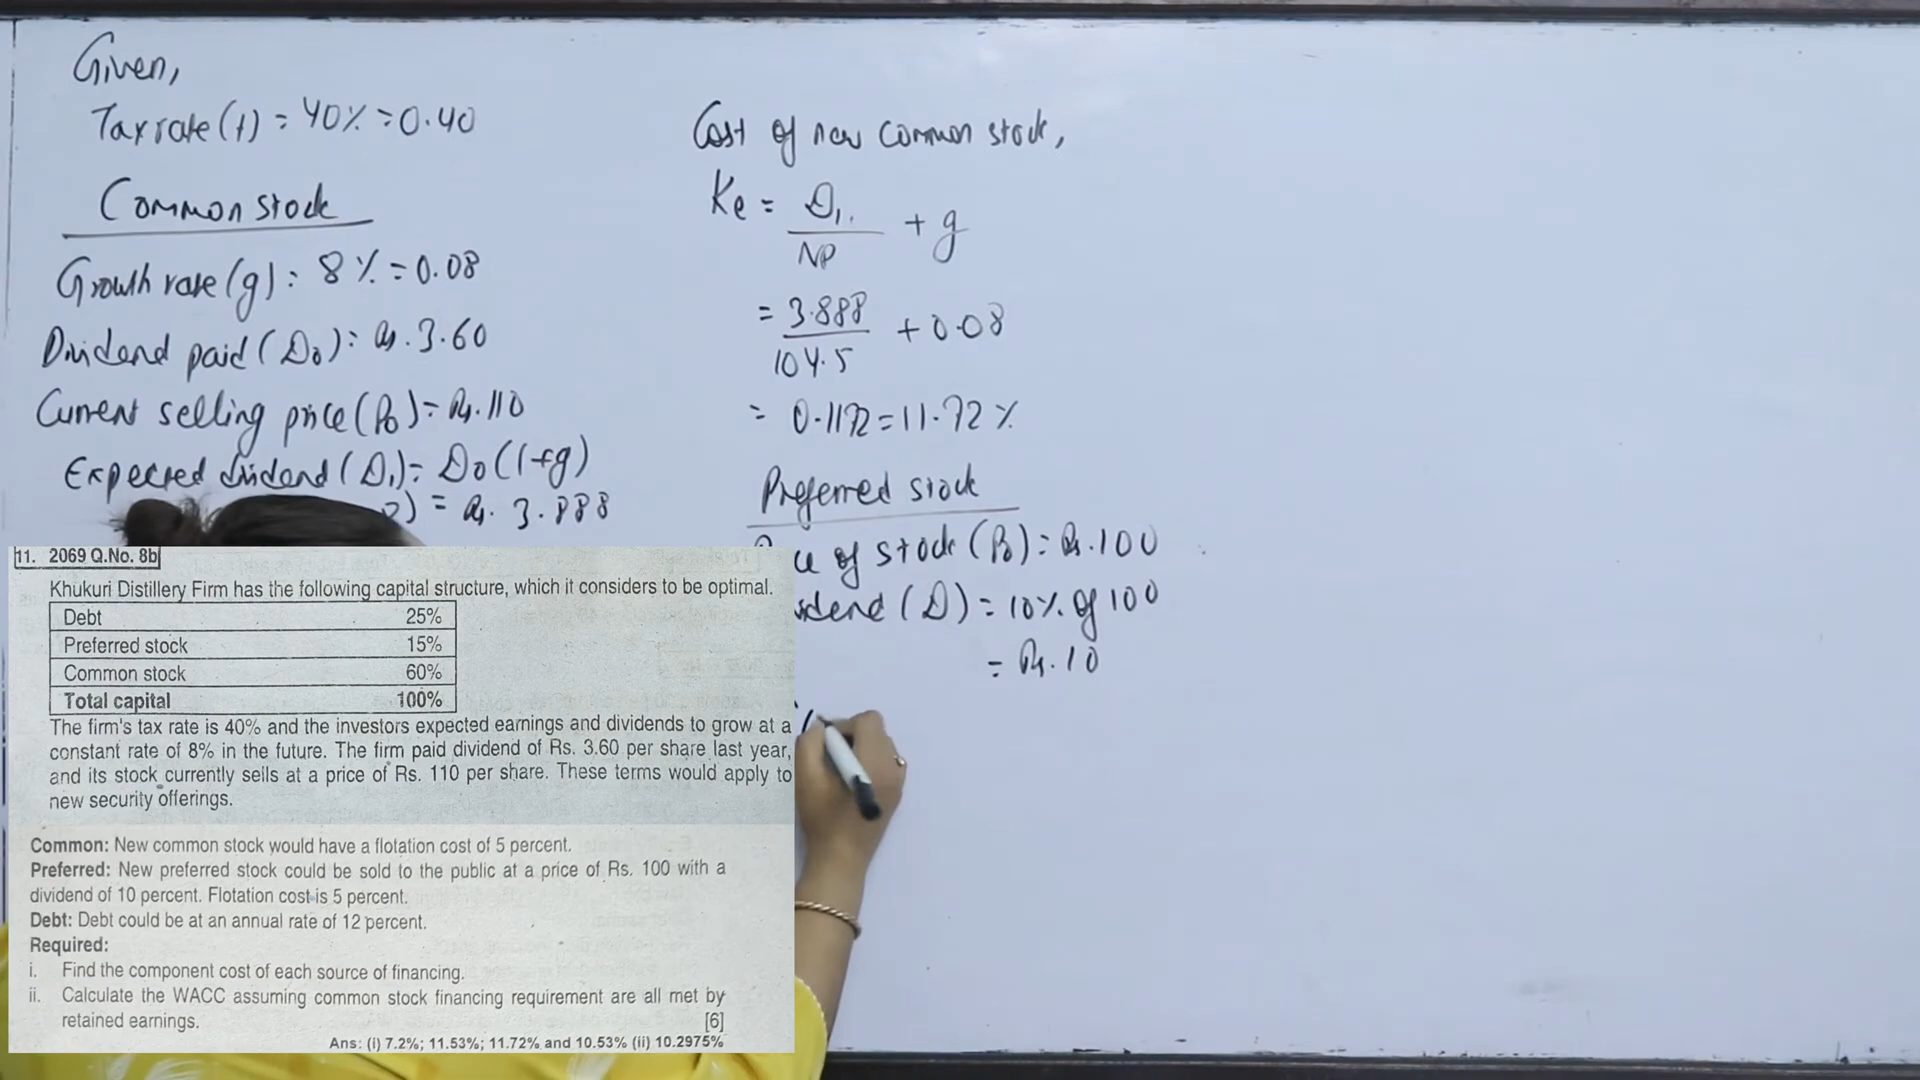 Given,
Tax rate (t) = 40% = 0.40
Common stock
Growth rate (g) = 8% = 0.08
Dividend paid (D₀) = Rs. 3.60
Current selling price (P₀) = Rs. 110
Expected dividend (D₁) = D₀ (1+g)
) = Rs. 3.888
Cost of new common stock,
Ke = D₁ / NP + g
= 3.888 / 104.5 + 0.08
= 0.1172 = 11.72 %
Preferred stock
of stock (P₀) = Rs. 100
(D) = 10% of 100
= Rs. 10
11. 2069 Q.No. 8b
Khukuri Distillery Firm has the following capital structure, which it considers to be optimal.
Debt 25%
Preferred stock 15%
Common stock 60%
Total capital 100%
The firm's tax rate is 40% and the investors expected earnings and dividends to grow at a
constant rate of 8% in the future. The firm paid dividend of Rs. 3.60 per share last year,
and its stock currently sells at a price of Rs. 110 per share. These terms would apply to
new security offerings.
Common: New common stock would have a flotation cost of 5 percent.
Preferred: New preferred stock could be sold to the public at a price of Rs. 100 with a
dividend of 10 percent. Flotation cost is 5 percent.
Debt: Debt could be at an annual rate of 12 percent.
Required:
i. Find the component cost of each source of financing.
ii. Calculate the WACC assuming common stock financing requirement are all met by
retained earnings. [6]
Ans: (i) 7.2%; 11.53%; 11.72% and 10.53% (ii) 10.2975%